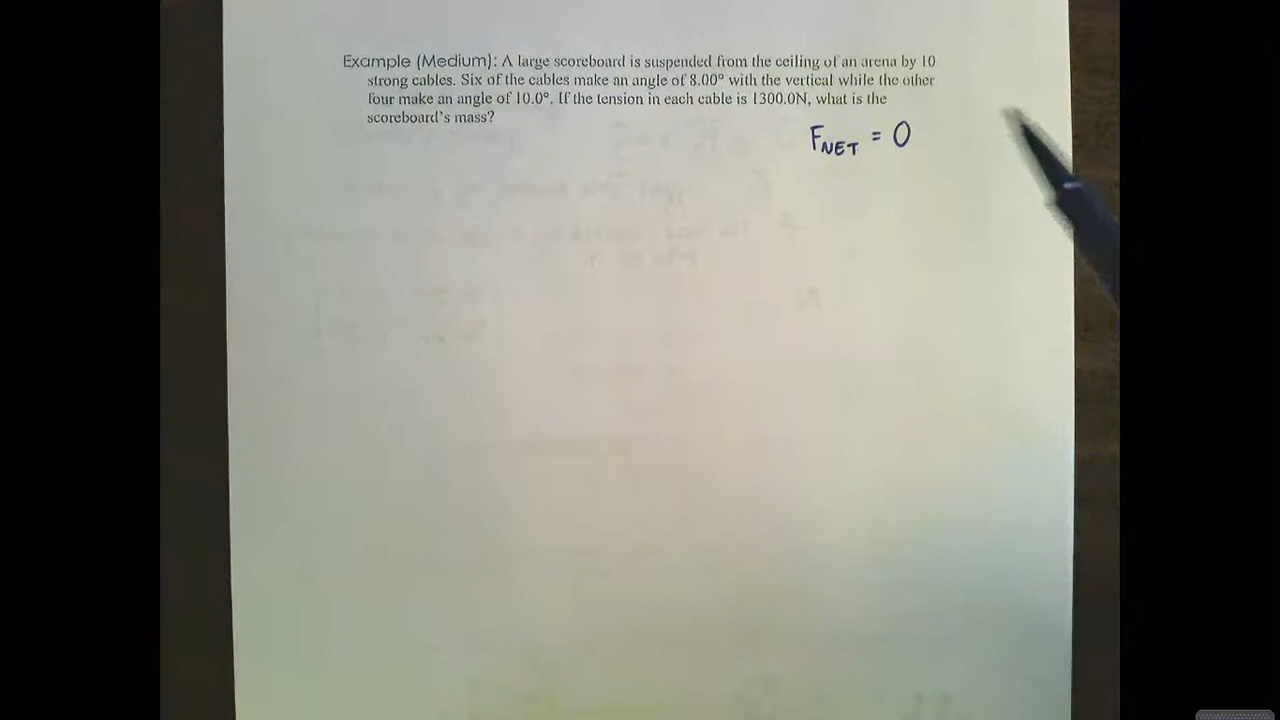 Example (Medium): A large scoreboard is suspended from the ceiling of an arena by 10
strong cables. Six of the cables make an angle of 8.00° with the vertical while the other
four make an angle of 10.0°. If the tension in each cable is 1300.0N, what is the
scoreboard's mass?
FNET = 0